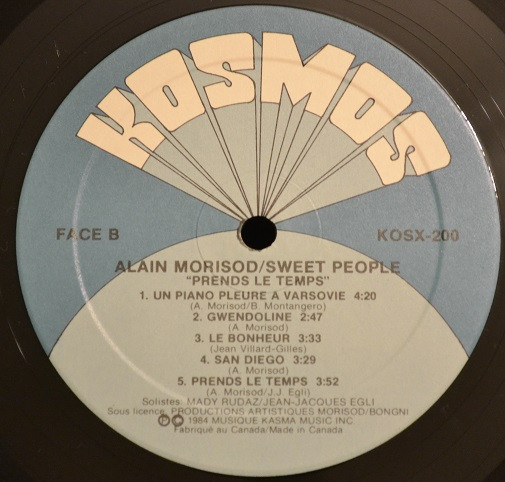 KOSMOS
FACE B
KOSX-200
ALAIN MORISOD/SWEET PEOPLE
"PRENDS LE TEMPS"
1. UN PIANO PLEURE A VARSOVIE 4:20
(A. Morisod/B. Montangero)
2. GWENDOLINE 2:47
(A. Morisod)
3. LE BONHEUR 3:33
(Jean Villard-Gilles)
4. SAN DIEGO 3:29
(A. Morisod)
5. PRENDS LE TEMPS 3:52
(A. Morisod/J.J. Egli)
Solistes: MADY RUDAZ/JEAN-JACQUES EGLI
Sous licence: PRODUCTIONS ARTISTIQUES MORISOD/BONGNI
℗© 1984 MUSIQUE KASMA MUSIC INC.
Fabriqué au Canada/Made in Canada